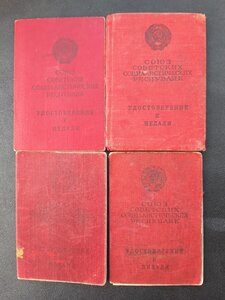 СОЮЗ
СОВЕТСКИХ
СОЦИАЛИСТИЧЕСКИХ
РЕСПУБЛИК
УДОСТОВЕРЕНИЕ
К
МЕДАЛИ
СОЮЗ
СОВЕТСКИХ
СОЦИАЛИСТИЧЕСКИХ
РЕСПУБЛИК
УДОСТОВЕРЕНИЕ
К
МЕДАЛИ
СОЮЗ
СОВЕТСКИХ
СОЦИАЛИСТИЧЕСКИХ
РЕСПУБЛИК
УДОСТОВЕРЕНИЕ
МЕДАЛИ